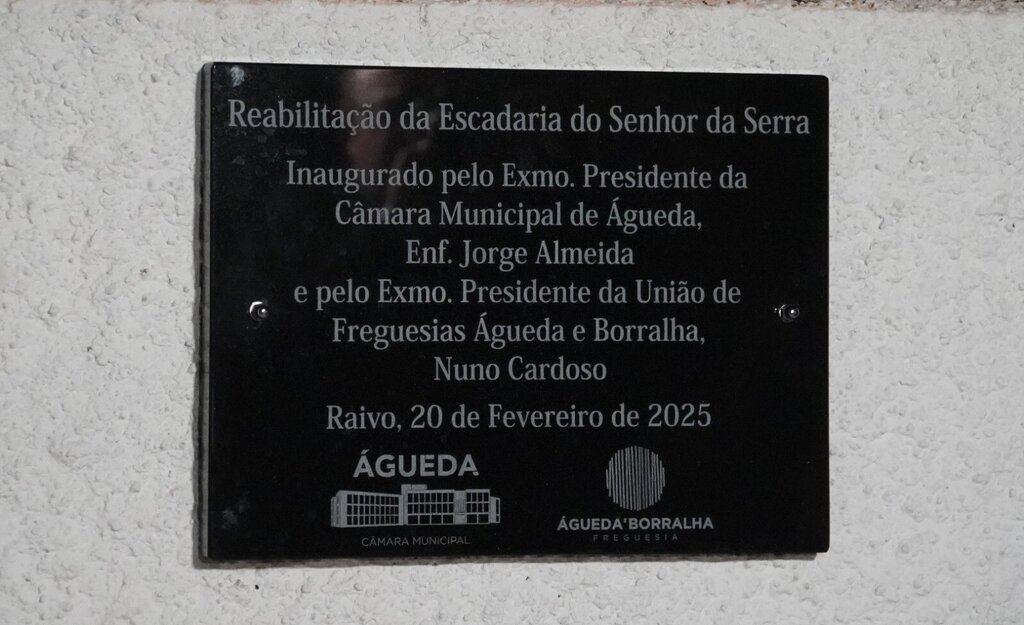 Reabilitação da Escadaria do Senhor da Serra
Inaugurado pelo Exmo. Presidente da
Câmara Municipal de Águeda,
Enf. Jorge Almeida
e pelo Exmo. Presidente da União de
Freguesias Águeda e Borralha,
Nuno Cardoso
Raivo, 20 de Fevereiro de 2025
ÁGUEDA
CÂMARA MUNICIPAL
ÁGUEDA'BORRALHA
FREGUESIA